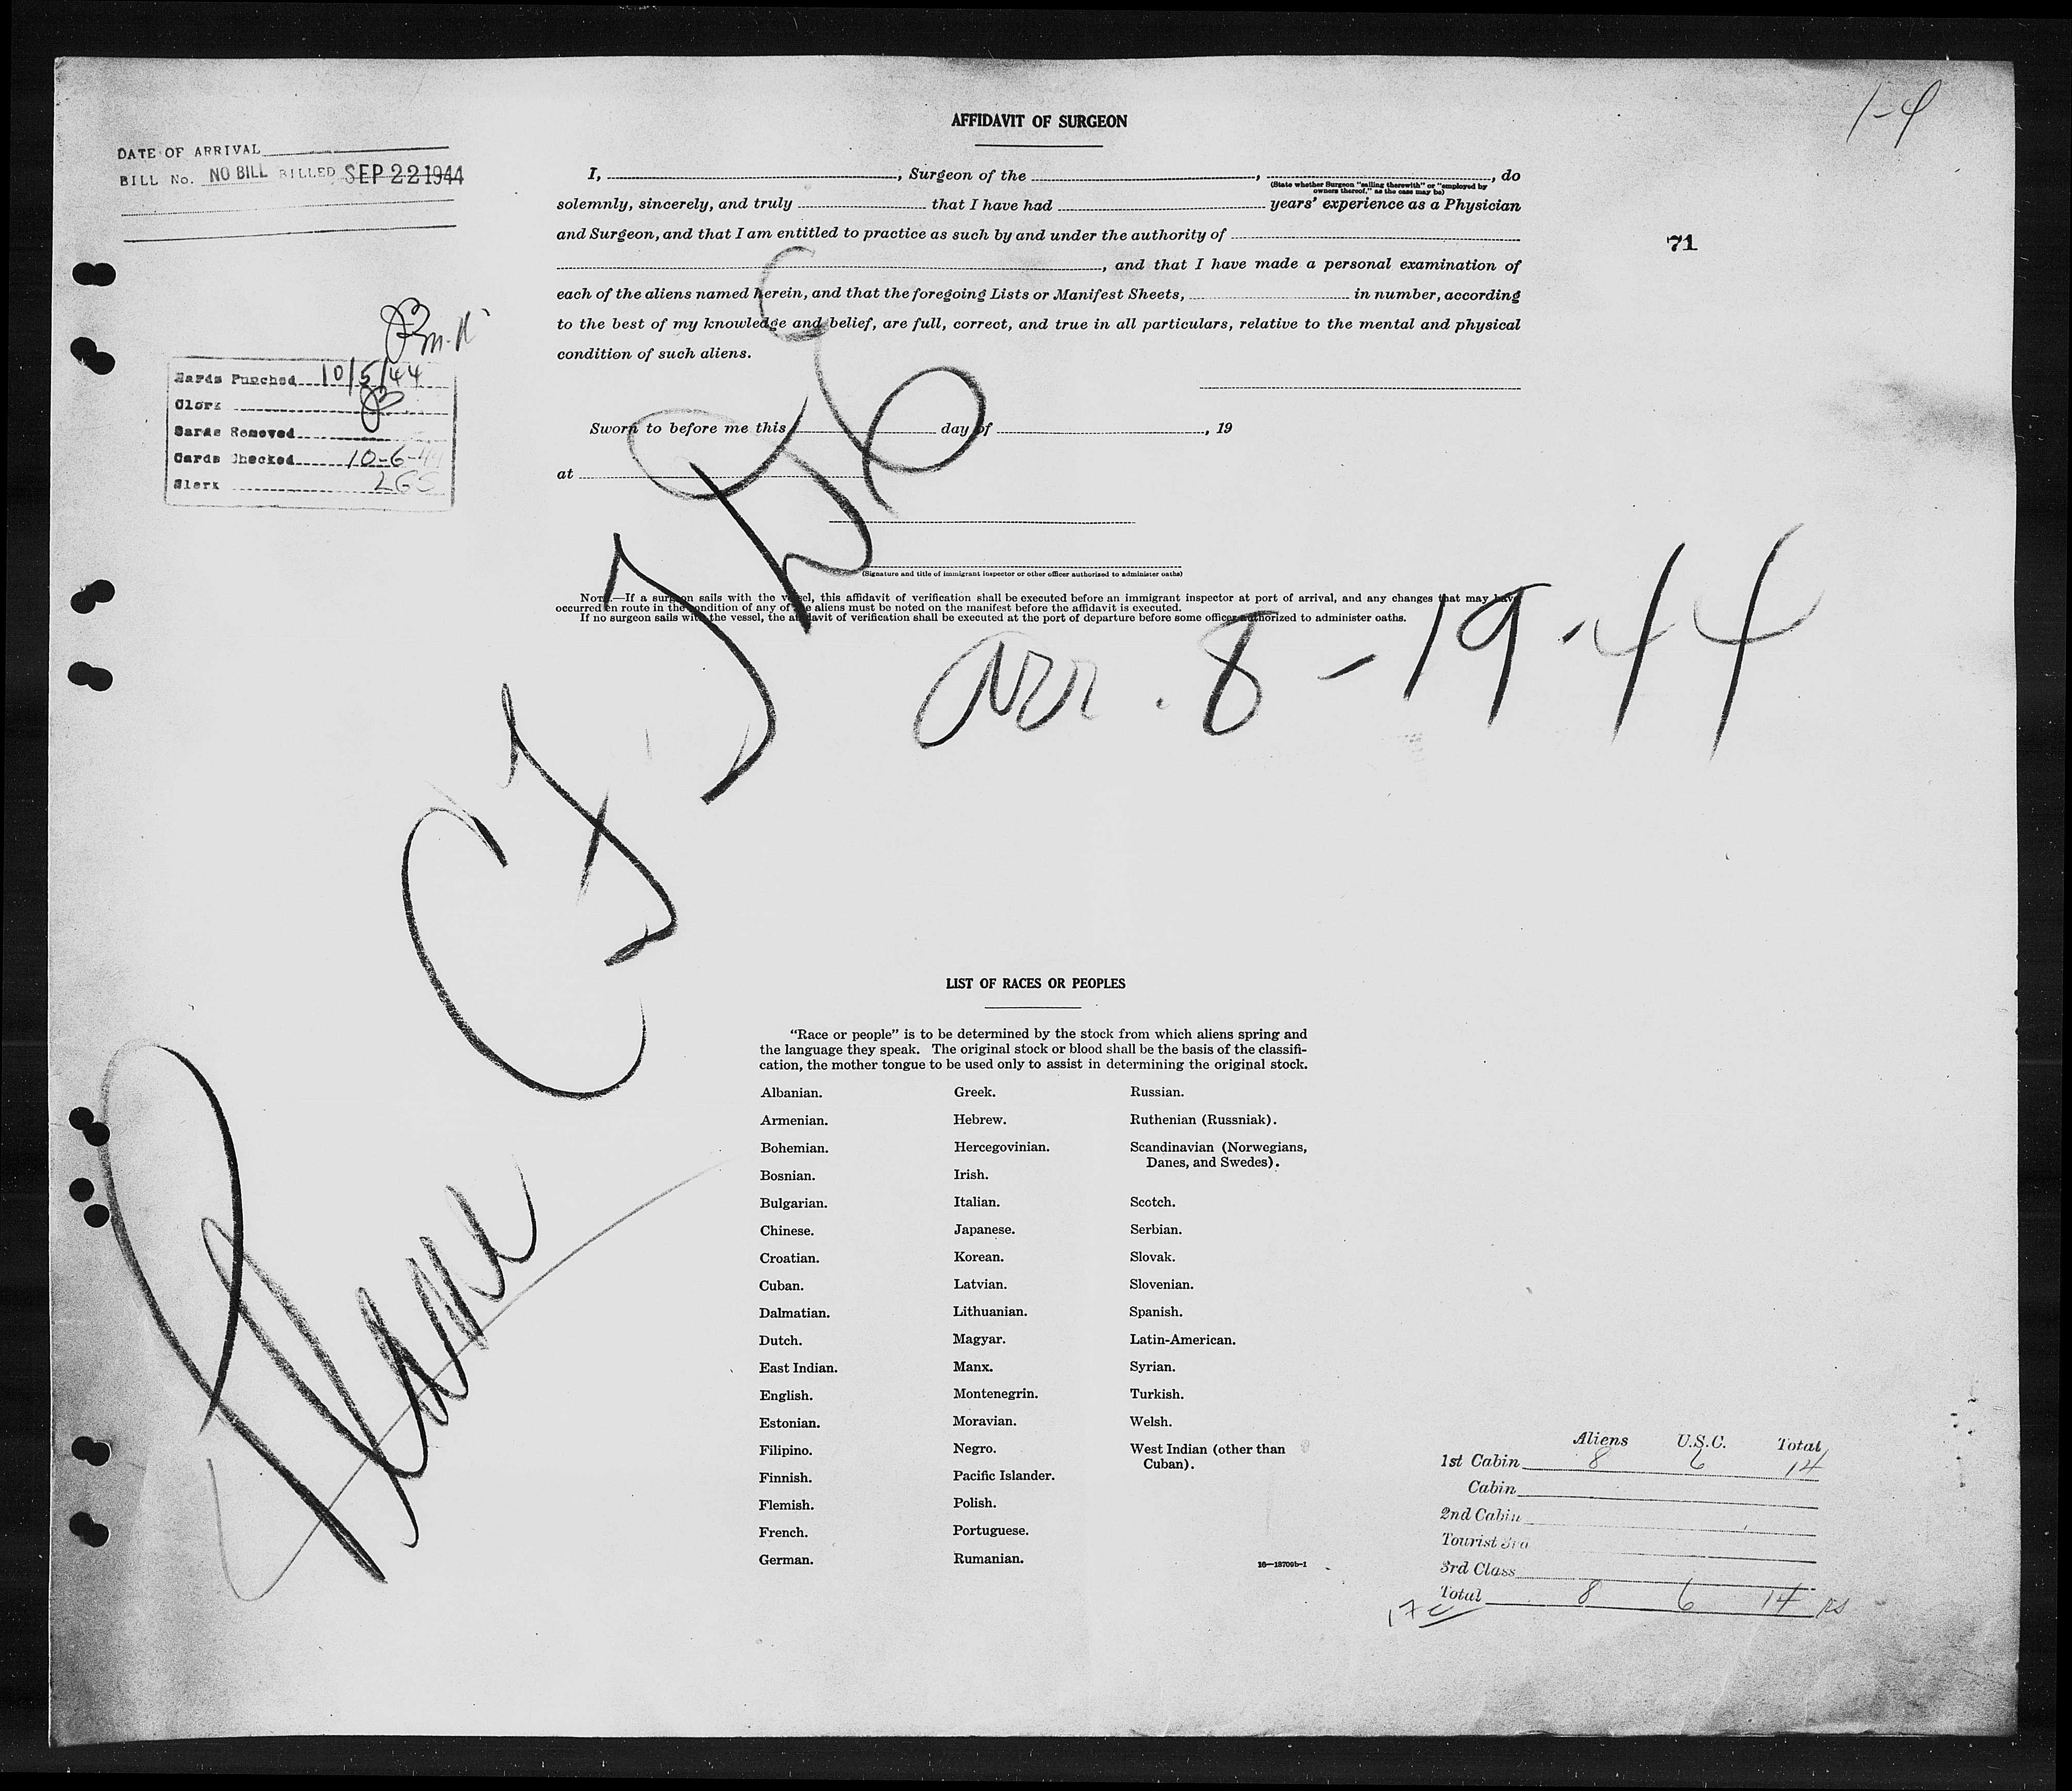 1-4
AFFIDAVIT OF SURGEON
DATE OF ARRIVAL
BILL No. NO BILL BILLED SEP 22 1944
I, , Surgeon of the , , do
(State whether Surgeon "sailing therewith" or "employed by
owners thereof," as the case may be)
solemnly, sincerely, and truly that I have had years' experience as a Physician
and Surgeon, and that I am entitled to practice as such by and under the authority of
71
, and that I have made a personal examination of
each of the aliens named herein, and that the foregoing Lists or Manifest Sheets, in number, according
to the best of my knowledge and belief, are full, correct, and true in all particulars, relative to the mental and physical
condition of such aliens.
Cards Punched 10/5/44
Clerk
Cards Removed
Cards Checked 10-6-44
Clerk LGS
Sworn to before me this day of , 19
at
(Signature and title of immigrant inspector or other officer authorized to administer oaths)
NOTE.—If a surgeon sails with the vessel, this affidavit of verification shall be executed before an immigrant inspector at port of arrival, and any changes that may have
occurred en route in the condition of any of the aliens must be noted on the manifest before the affidavit is executed.
If no surgeon sails with the vessel, the affidavit of verification shall be executed at the port of departure before some officer authorized to administer oaths.
arr. 8-19-44
Plane
LIST OF RACES OR PEOPLES
"Race or people" is to be determined by the stock from which aliens spring and
the language they speak. The original stock or blood shall be the basis of the classifi-
cation, the mother tongue to be used only to assist in determining the original stock.
Albanian.
Armenian.
Bohemian.
Bosnian.
Bulgarian.
Chinese.
Croatian.
Cuban.
Dalmatian.
Dutch.
East Indian.
English.
Estonian.
Filipino.
Finnish.
Flemish.
French.
German.
Greek.
Hebrew.
Hercegovinian.
Irish.
Italian.
Japanese.
Korean.
Latvian.
Lithuanian.
Magyar.
Manx.
Montenegrin.
Moravian.
Negro.
Pacific Islander.
Polish.
Portuguese.
Rumanian.
Russian.
Ruthenian (Russniak).
Scandinavian (Norwegians,
Danes, and Swedes).
Scotch.
Serbian.
Slovak.
Slovenian.
Spanish.
Latin-American.
Syrian.
Turkish.
Welsh.
West Indian (other than
Cuban).
16—18709b-1
Aliens U.S.C. Total
1st Cabin 8 6 14
Cabin
2nd Cabin
Tourist 3rd
3rd Class
Total 8 6 14